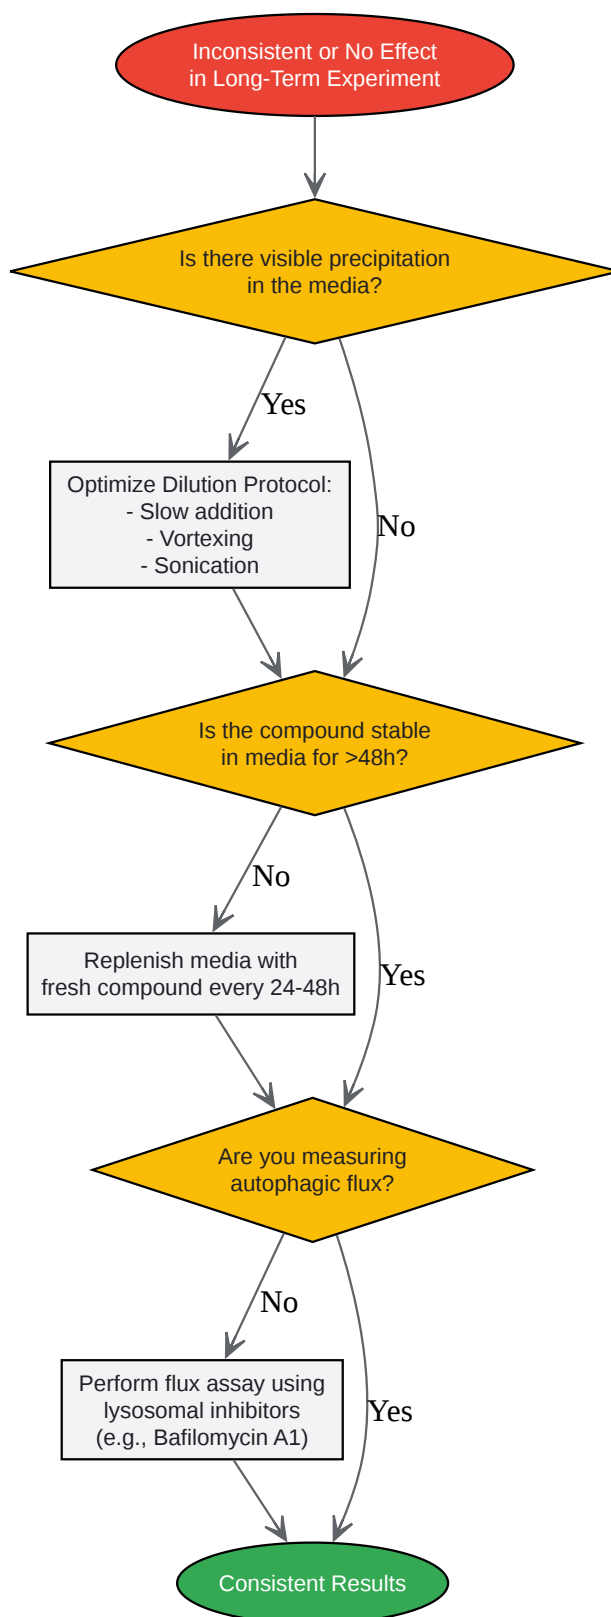 Inconsistent or No Effect
in Long-Term Experiment
Is there visible precipitation
in the media?
Yes
Optimize Dilution Protocol:
- Slow addition
- Vortexing
- Sonication
No
Is the compound stable
in media for >48h?
No
Replenish media with
fresh compound every 24-48h
Yes
Are you measuring
autophagic flux?
No
Perform flux assay using
lysosomal inhibitors
(e.g., Bafilomycin A1)
Yes
Consistent Results